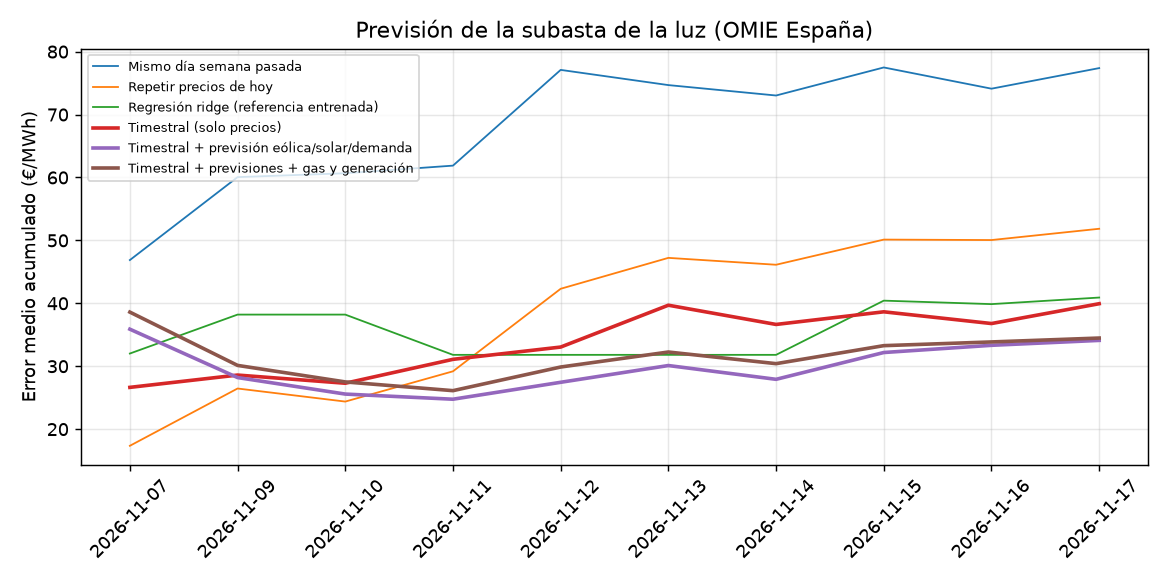 Previsión de la subasta de la luz (OMIE España)
Error medio acumulado (€/MWh)
80
70
60
50
40
30
20
Mismo día semana pasada
Repetir precios de hoy
Regresión ridge (referencia entrenada)
Timestral (solo precios)
Timestral + previsión eólica/solar/demanda
Timestral + previsiones + gas y generación
2026-11-07
2026-11-09
2026-11-10
2026-11-11
2026-11-12
2026-11-13
2026-11-14
2026-11-15
2026-11-16
2026-11-17